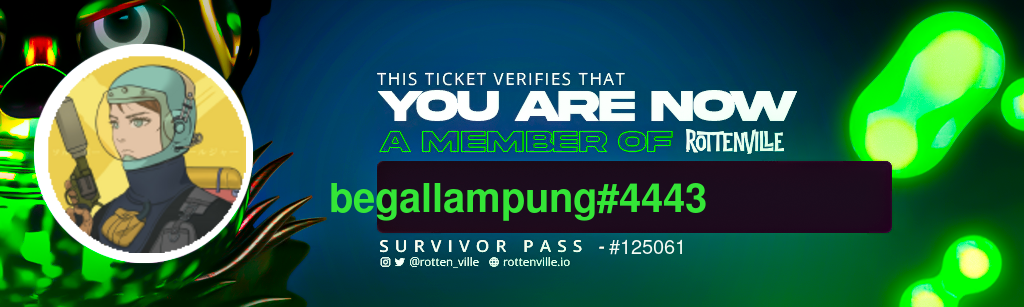 THIS TICKET VERIFIES THAT
YOU ARE NOW
A MEMBER OF ROTTENVILLE
begallampung#4443
SURVIVOR PASS - #125061
@rotten_ville rottenville.io